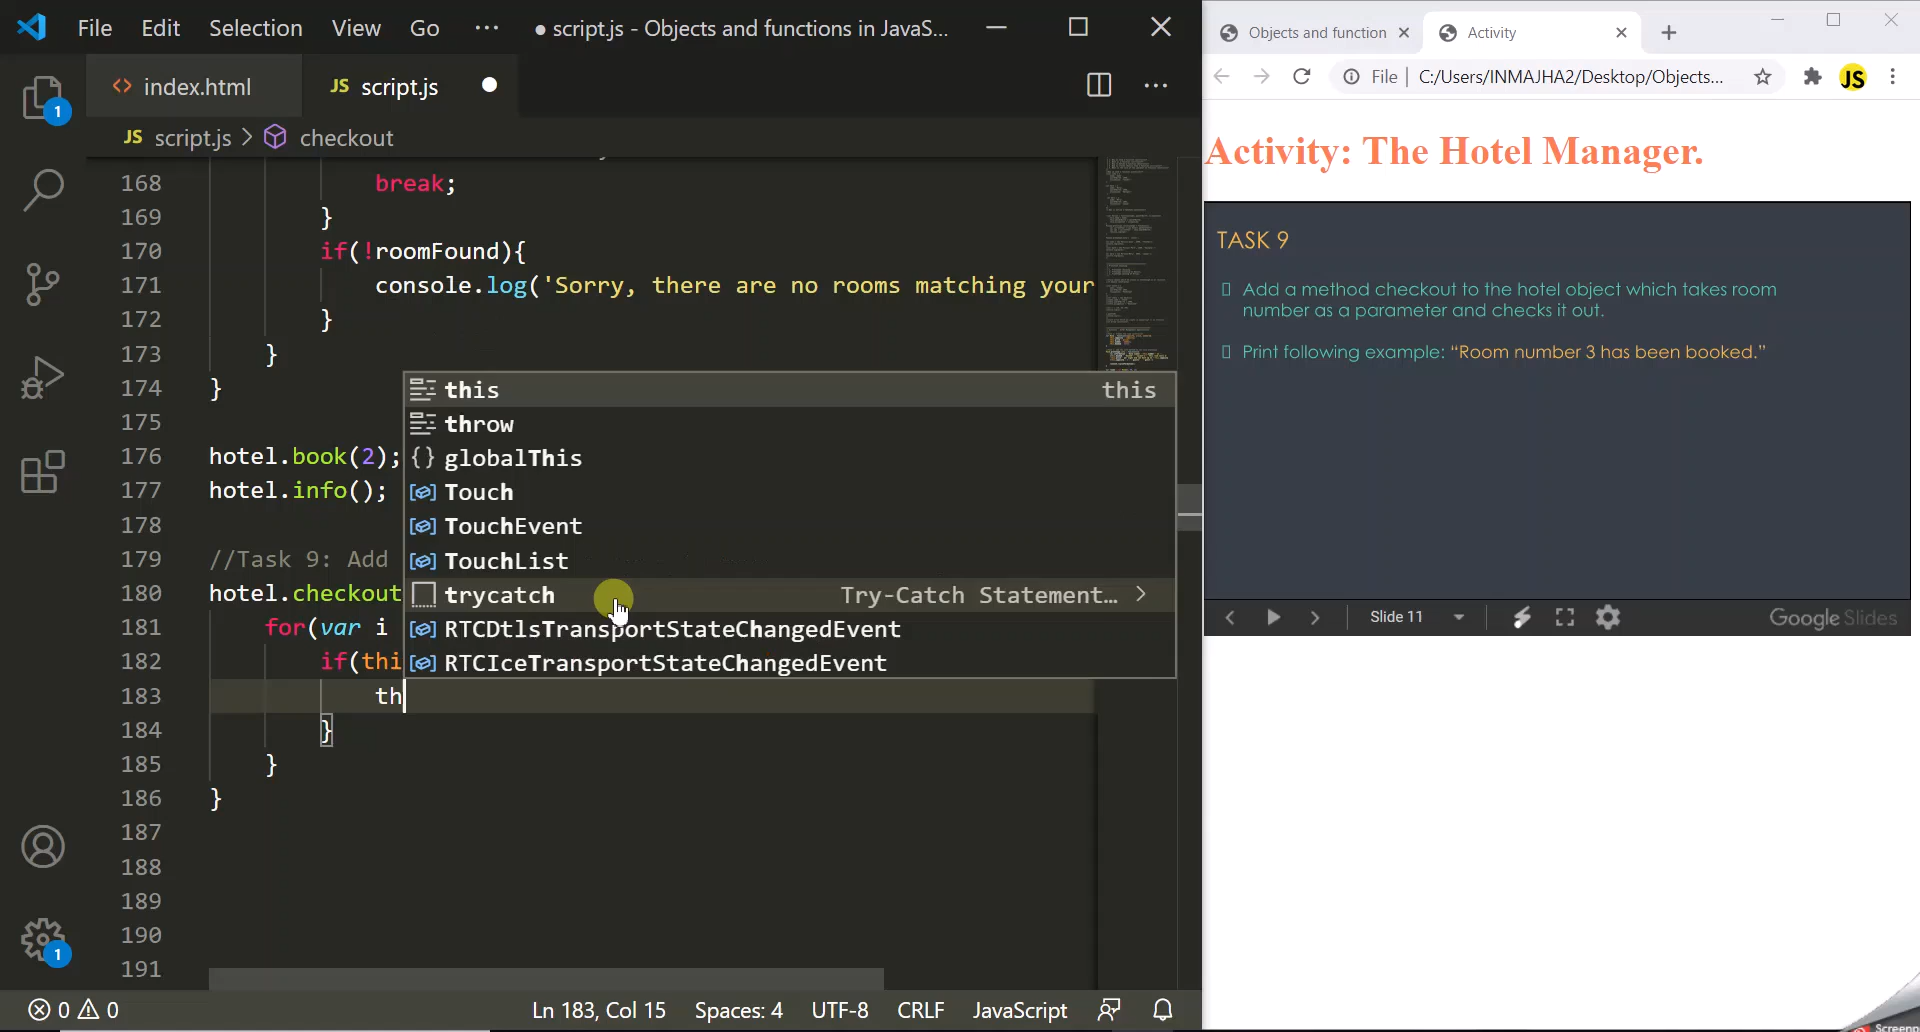 File Edit Selection View Go ··· ● script.js - Objects and functions in JavaS...
index.html JS script.js
JS script.js > checkout
168 break;
169 }
170 if(!roomFound){
171 console.log('Sorry, there are no rooms matching your
172 }
173 }
174 }
175
176 hotel.book(2);
177 hotel.info();
178
179 //Task 9: Add
180 hotel.checkout
181 for(var i
182 if(thi
183 th
184 }
185 }
186 }
187
188
189
190
191
this this
throw
globalThis
Touch
TouchEvent
TouchList
trycatch Try-Catch Statement… >
RTCDtlsTransportStateChangedEvent
RTCIceTransportStateChangedEvent
1
1
0 0 Ln 183, Col 15 Spaces: 4 UTF-8 CRLF JavaScript
Objects and function Activity
File C:/Users/INMAJHA2/Desktop/Objects... JS
Activity: The Hotel Manager.
TASK 9
Add a method checkout to the hotel object which takes room
number as a parameter and checks it out.
Print following example: “Room number 3 has been booked.”
Slide 11 Google Slides